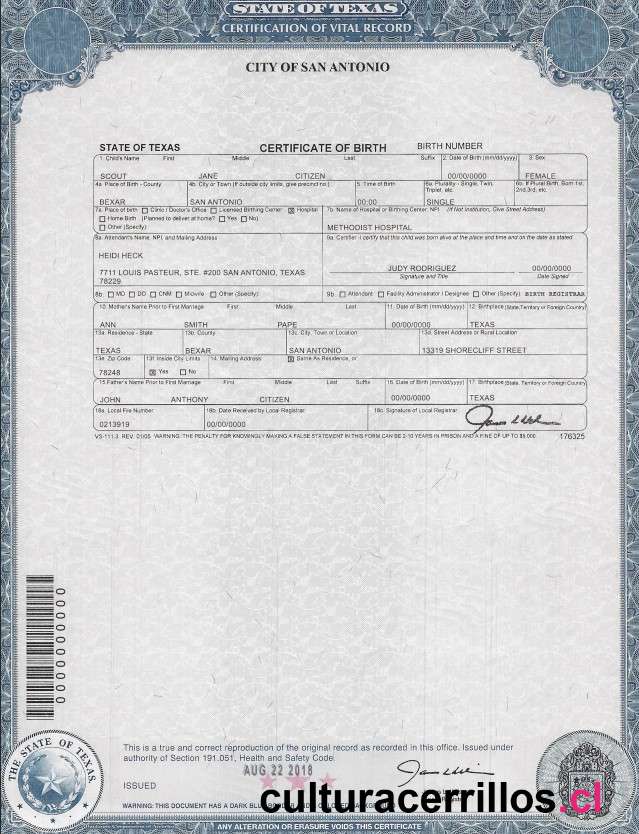 STATE OF TEXAS
CERTIFICATION OF VITAL RECORD
CITY OF SAN ANTONIO
STATE OF TEXAS CERTIFICATE OF BIRTH BIRTH NUMBER
1. Child's Name First Middle Last Suffix 2. Date of Birth (mm/dd/yyyy) 3. Sex
SCOUT JANE CITIZEN 00/00/0000 FEMALE
4a. Place of Birth - County 4b. City or Town (If outside city limits, give precinct no.) 5. Time of Birth 6a. Plurality - Single, Twin, Triplet, etc. 6b. If Plural Birth, Born 1st, 2nd,3rd, etc.
BEXAR SAN ANTONIO 00:00 SINGLE
7a. Place of birth Clinic / Doctor's Office Licensed Birthing Center Hospital 7b. Name of Hospital or Birthing Center, NPI (If Not Institution, Give Street Address)
Home Birth (Planned to deliver at home? Yes No)
Other (Specify) METHODIST HOSPITAL
8a. Attendant's Name, NPI, and Mailing Address 9a. Certifier -I certify that this child was born alive at the place and time and on the date as stated
HEIDI HECK
7711 LOUIS PASTEUR, STE. #200 SAN ANTONIO, TEXAS JUDY RODRIGUEZ 00/00/0000
78229 Signature and Title Date Signed
8b MD DO CNM Midwife Other (Specify) 9b. Attendant Facility Administrator / Designee Other (Specify) BIRTH REGISTRAR
10. Mother's Name Prior to First Marriage First Middle Last 11. Date of Birth (mm/dd/yyyy) 12. Birthplace (State,Territory or Foreign Country)
ANN SMITH PAPE 00/00/0000 TEXAS
13a. Residence - State 13b. County 13c. City, Town or Location 13d. Street Address or Rural Location
TEXAS BEXAR SAN ANTONIO 13319 SHORECLIFF STREET
13e. Zip Code 13f. Inside City Limits 14. Mailing Address Same As Residence, or
78248 Yes No
15.Father's Name Prior to First Marriage First Middle Last Suffix 16. Date of Birth (mm/dd/yyyy) 17. Birthplace (State, Territory or Foreign Country)
JOHN ANTHONY CITIZEN 00/00/0000 TEXAS
18a. Local File Number 18b. Date Received by Local Registrar 18c. Signature of Local Registrar
0213919 00/00/0000
VS-111.3 REV. 01/05 WARNING: THE PENALTY FOR KNOWINGLY MAKING A FALSE STATEMENT IN THIS FORM CAN BE 2-10 YEARS IN PRISON AND A FINE OF UP TO $5,000 176325
0000000000
THE STATE OF TEXAS
This is a true and correct reproduction of the original record as recorded in this office. Issued under
authority of Section 191.051, Health and Safety Code.
AUG 22 2018
ISSUED
culturacerrillos.cl
WARNING: THIS DOCUMENT HAS A DARK
ANY ALTERATION OR ERASURE VOIDS THIS CERTIFICATE